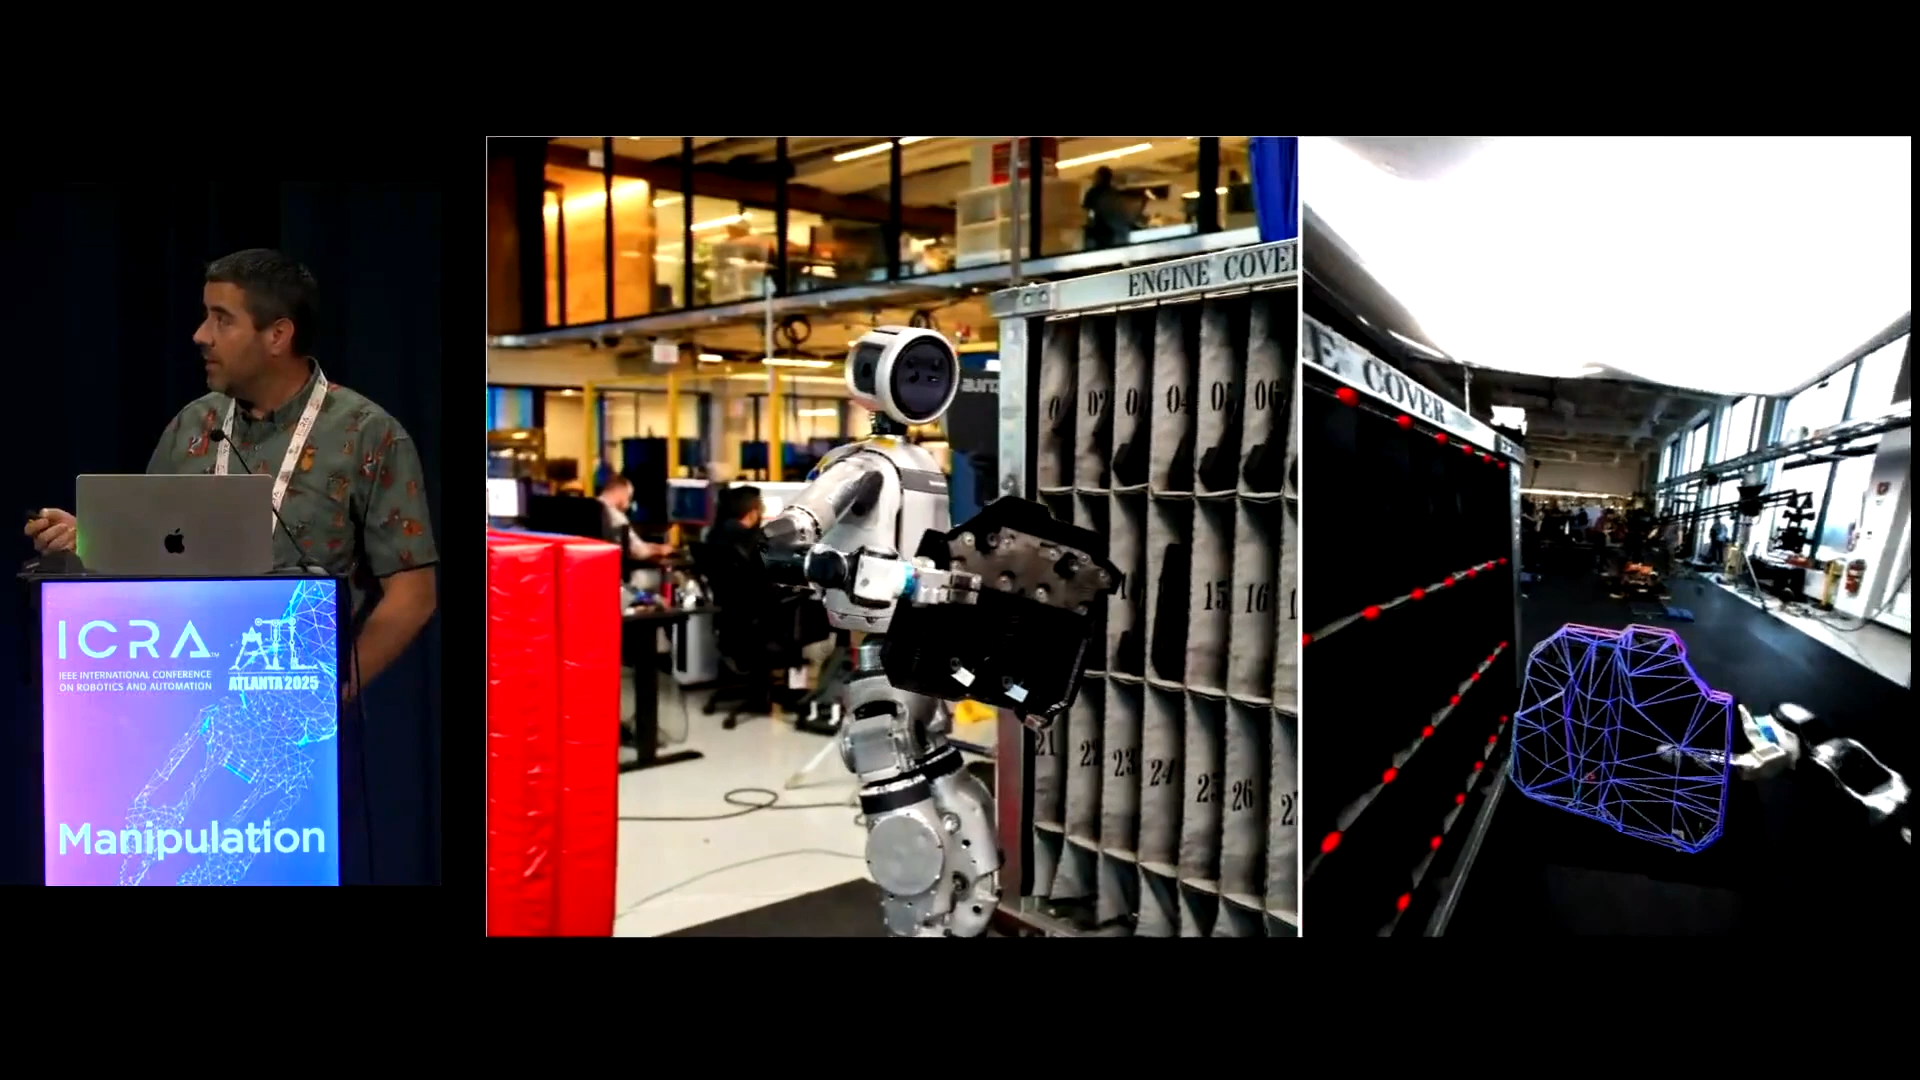 ICRA
ATL
IEEE INTERNATIONAL CONFERENCE
ON ROBOTICS AND AUTOMATION
ATLANTA 2025
Manipulation
ENGINE COVE
02
04
06
15
16
21
22
23
24
26
E COVER